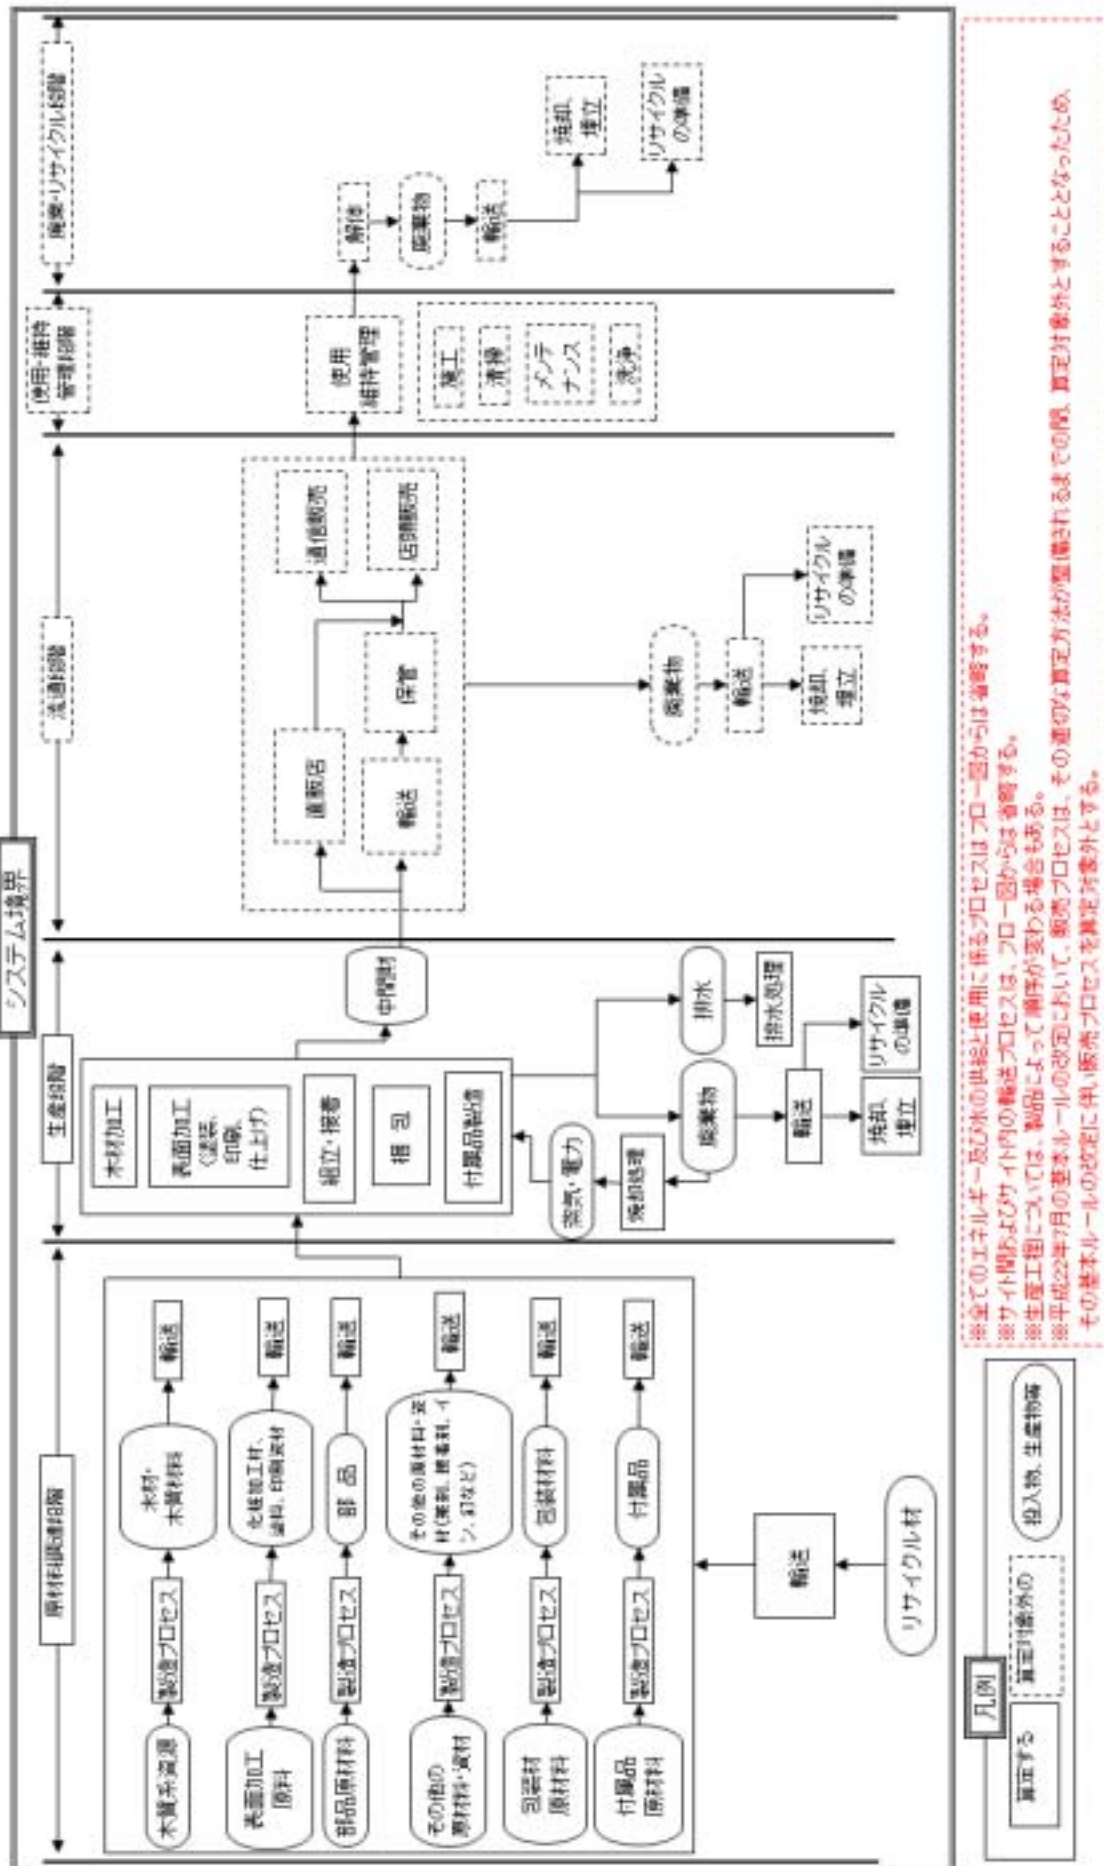 システム境界
原材料調達段階
生産段階
流通段階
使用・維持
管理段階
廃棄・リサイクル段階
木質系資源
製造プロセス
木材・
木質材料
輸送
表面加工
原料
製造プロセス
化粧加工材、
塗料、印刷資材
輸送
部品原材料
製造プロセス
部 品
輸送
その他の
原材料・資材
製造プロセス
その他の原材料・資
材(薬剤、接着剤、イ
ン、釘など)
輸送
包装材
原材料
製造プロセス
包装材料
輸送
付属品
原材料
製造プロセス
付属品
輸送
輸送
リサイクル材
木材加工
表面加工
(塗装、
印刷、
仕上げ)
組立・接着
梱 包
付属品製造
中間財
蒸気・電力
焼却処理
廃棄物
排水
排水処理
輸送
焼却、
埋立
リサイクル
の準備
直販店
輸送
保管
通信販売
店頭販売
廃棄物
輸送
焼却、
埋立
リサイクル
の準備
使用
維持管理
施工
清掃
メンテ
ナンス
洗浄
解体
廃棄物
輸送
焼却、
埋立
リサイクル
の準備
凡例
算定する
算定対象外の
投入物、生産物等
※全てのエネルギー及び水の供給と使用に係るプロセスはフロー図からは省略する。
※サイト間およびサイト内の輸送プロセスは、フロー図からは省略する。
※生産工程については、製品によって順序が変わる場合もある。
※平成22年7月の基本ルールの改定において、販売プロセスは、その適切な算定方法が整備されるまでの間、算定対象外とすることとなったため、
その基本ルールの改定に伴い販売プロセスを算定対象外とする。